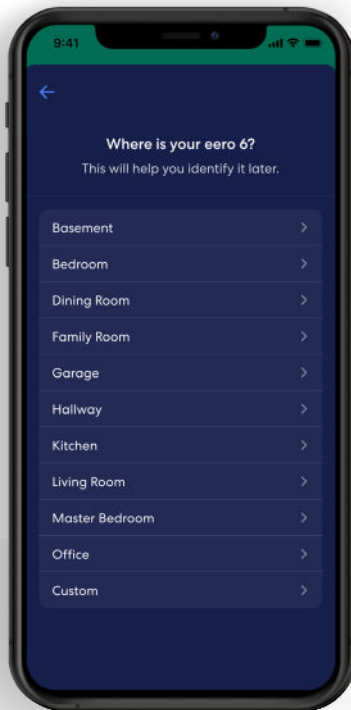 9:41
Where is your eero 6?
This will help you identify it later.
Basement
Bedroom
Dining Room
Family Room
Garage
Hallway
Kitchen
Living Room
Master Bedroom
Office
Custom